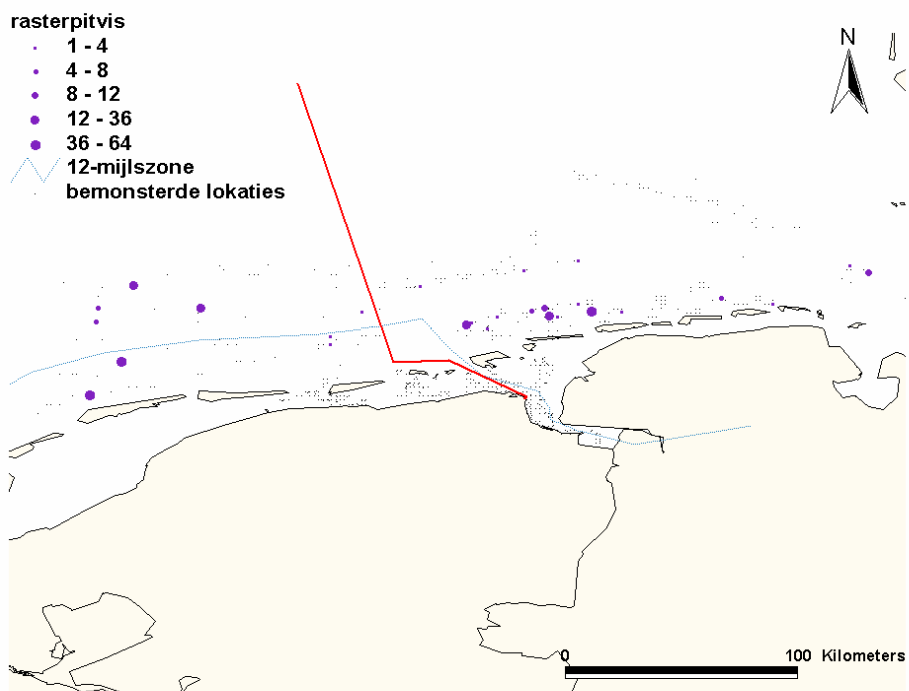 rasterpitvis
1 - 4
4 - 8
8 - 12
12 - 36
36 - 64
12-mijlszone
bemonsterde lokaties
N
0 100 Kilometers